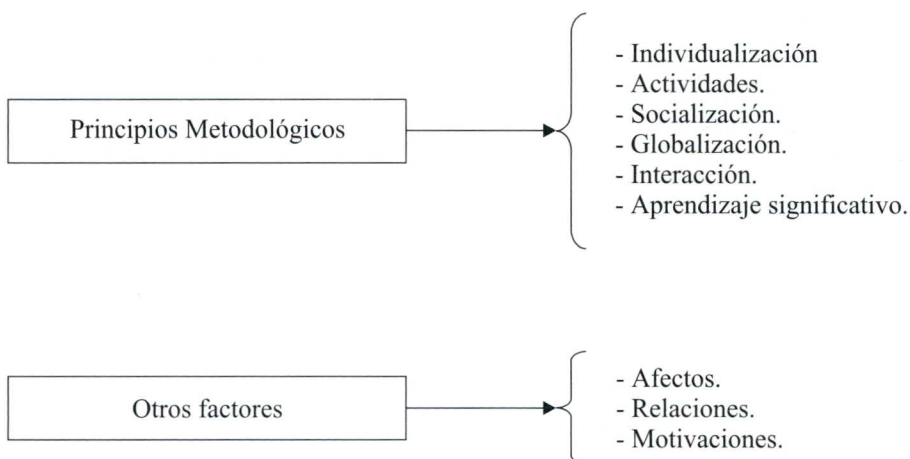 Principios Metodológicos
- Individualización
- Actividades.
- Socialización.
- Globalización.
- Interacción.
- Aprendizaje significativo.
Otros factores
- Afectos.
- Relaciones.
- Motivaciones.